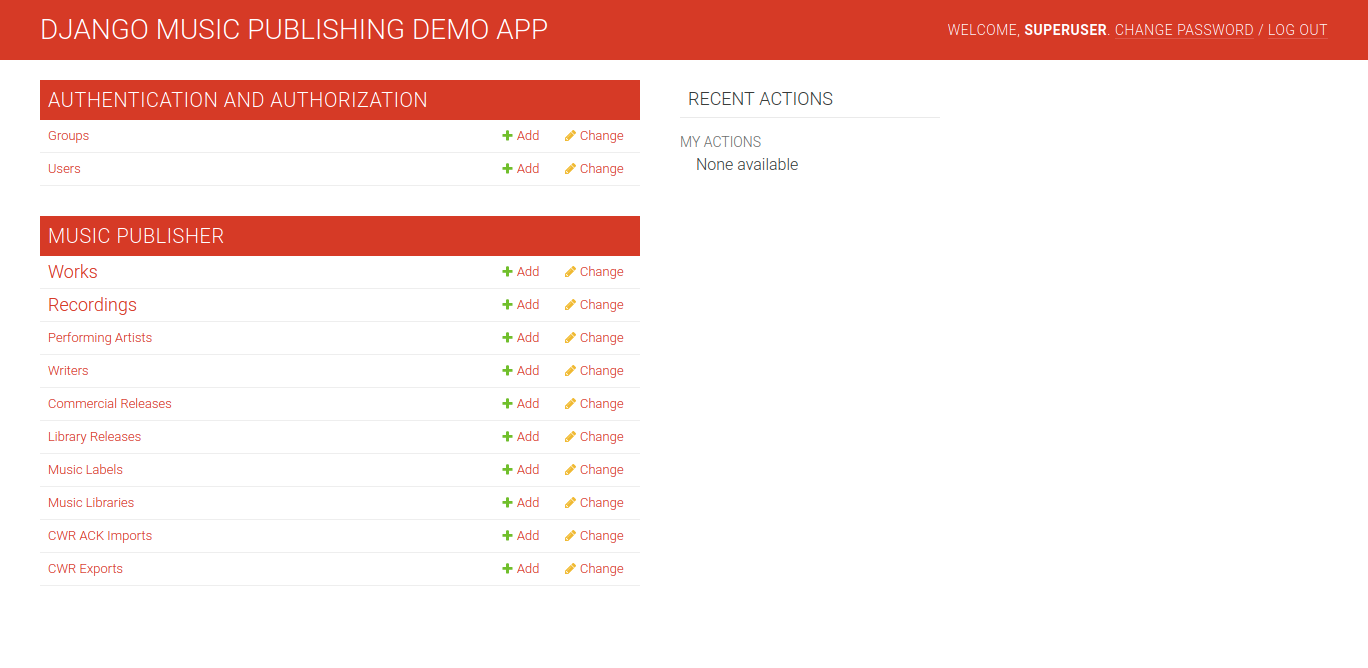 DJANGO MUSIC PUBLISHING DEMO APP
WELCOME, SUPERUSER. CHANGE PASSWORD / LOG OUT
AUTHENTICATION AND AUTHORIZATION
Groups Add Change
Users Add Change
MUSIC PUBLISHER
Works Add Change
Recordings Add Change
Performing Artists Add Change
Writers Add Change
Commercial Releases Add Change
Library Releases Add Change
Music Labels Add Change
Music Libraries Add Change
CWR ACK Imports Add Change
CWR Exports Add Change
RECENT ACTIONS
MY ACTIONS
None available